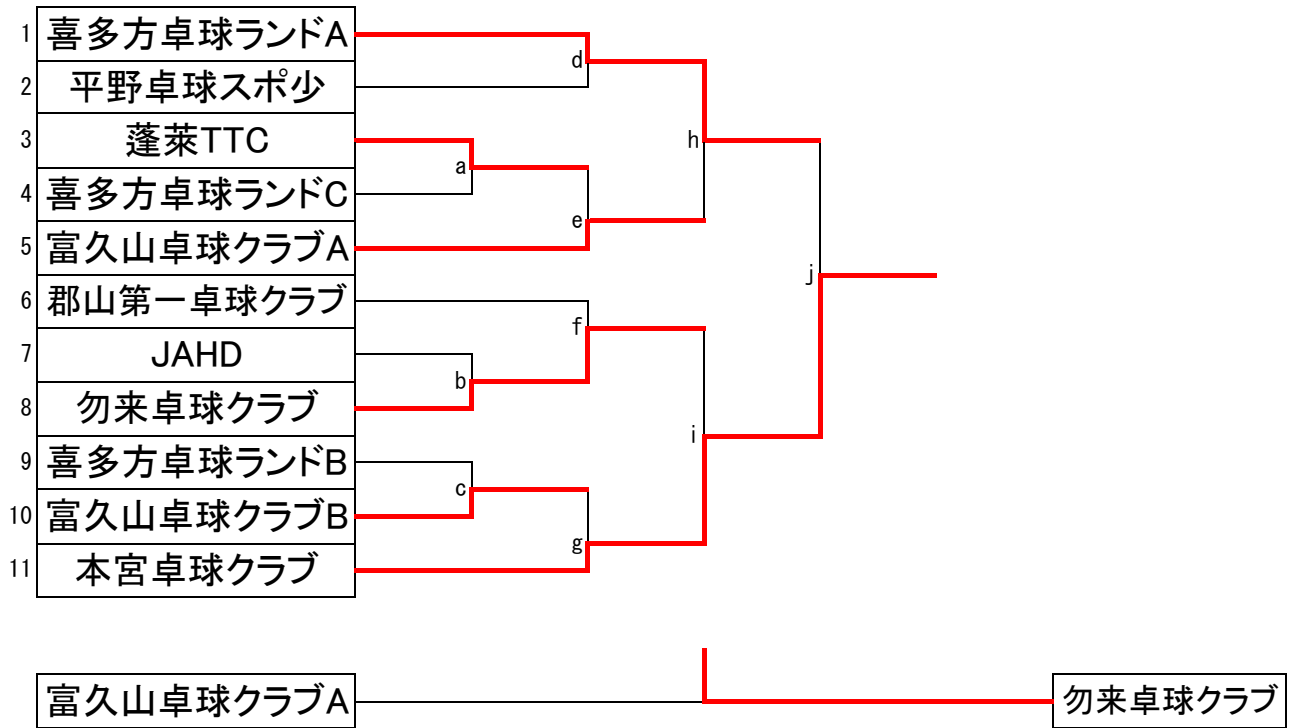 1 喜多方卓球ランドA
d
2 平野卓球スポ少
3 蓬萊TTC
h
a
4 喜多方卓球ランドC
e
5 富久山卓球クラブA
j
6 郡山第一卓球クラブ
f
7 JAHD
b
8 勿来卓球クラブ
i
9 喜多方卓球ランドB
c
10 富久山卓球クラブB
g
11 本宮卓球クラブ
富久山卓球クラブA 勿来卓球クラブ